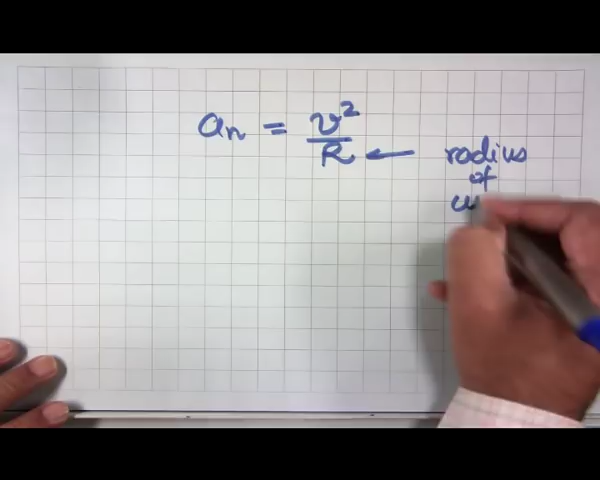 an = v²/R ← radius
of